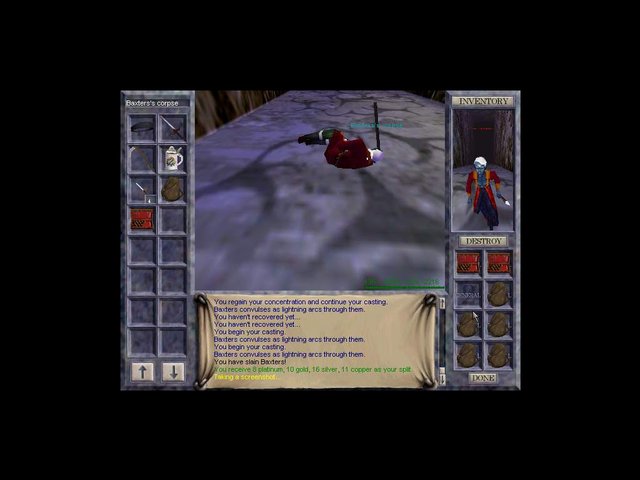 Baxters's corpse
INVENTORY
DESTROY
You regain your concentration and continue your casting.
Baxters convulses as lightning arcs through them.
You haven't recovered yet...
You haven't recovered yet...
You begin your casting.
Baxters convulses as lightning arcs through them.
You begin your casting.
Baxters convulses as lightning arcs through them.
You have slain Baxters!
You receive 8 platinum, 10 gold, 16 silver, 11 copper as your split.
Taking a screenshot...
DONE